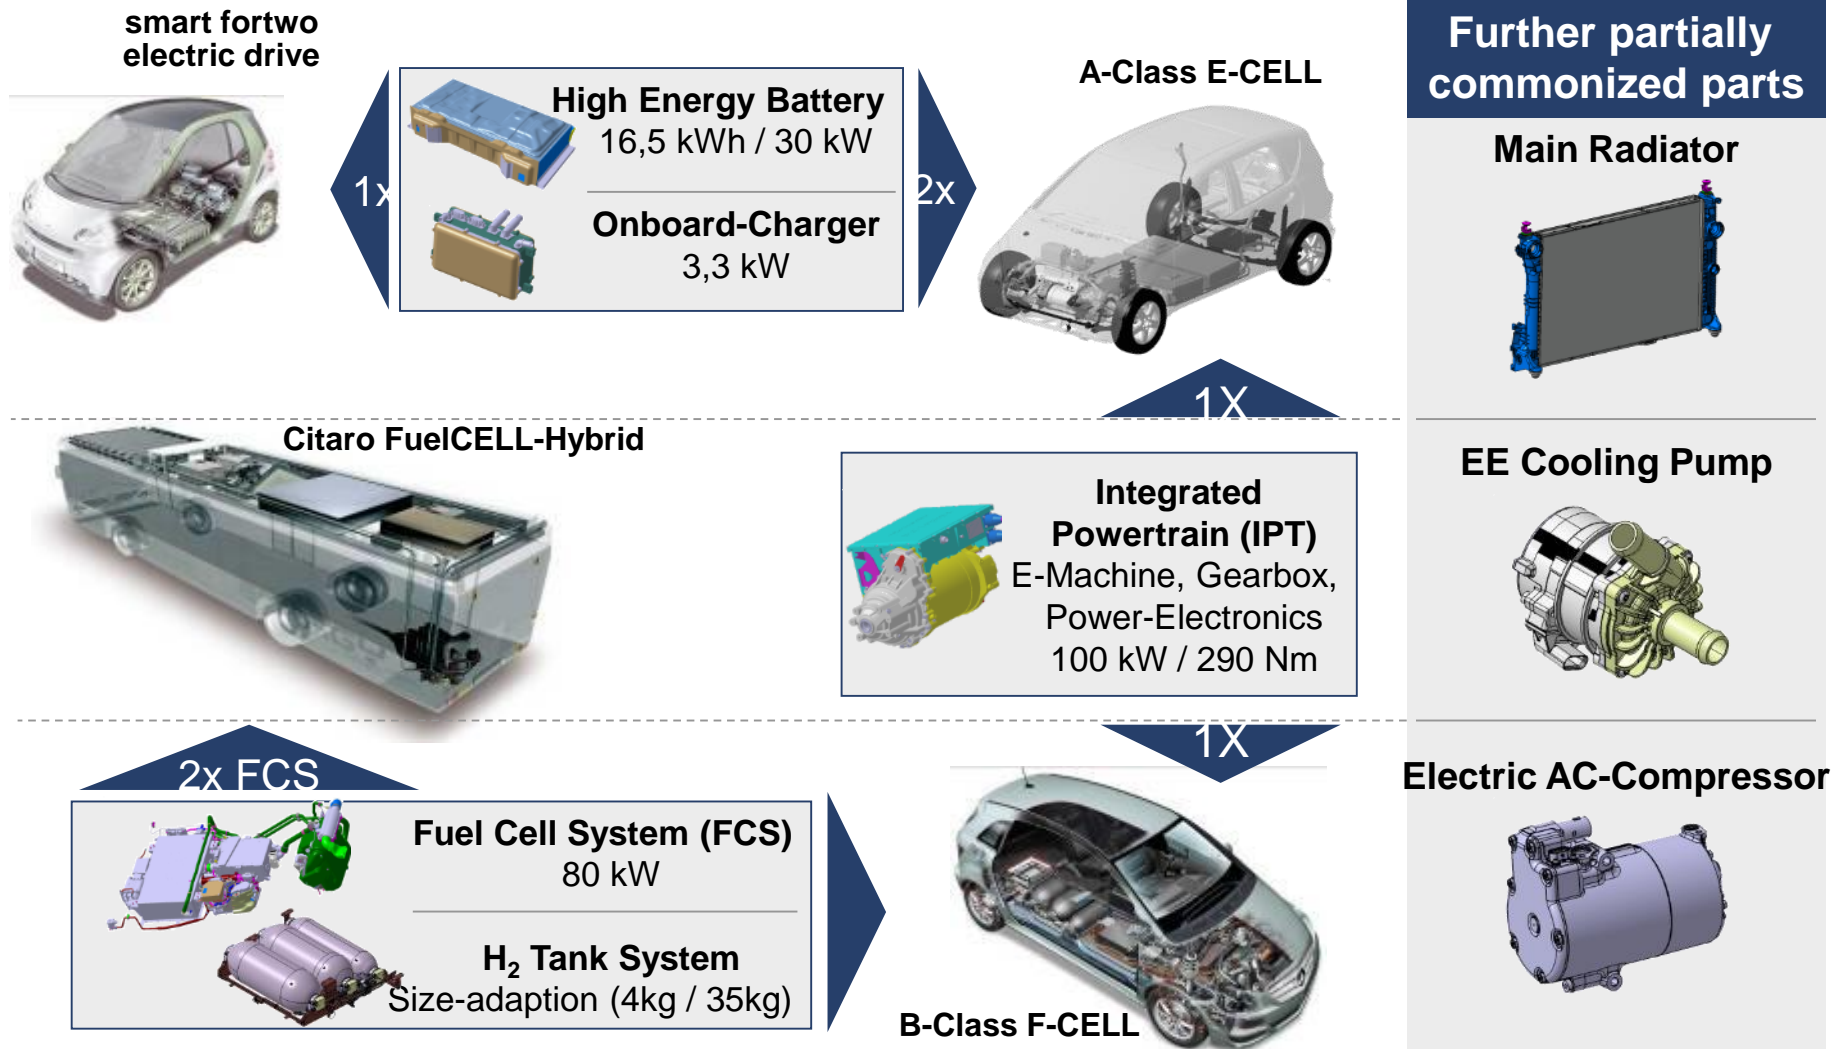 smart fortwo
electric drive
1x
High Energy Battery
16,5 kWh / 30 kW
Onboard-Charger
3,3 kW
2x
A-Class E-CELL
1X
Citaro FuelCELL-Hybrid
Integrated
Powertrain (IPT)
E-Machine, Gearbox,
Power-Electronics
100 kW / 290 Nm
1X
2x FCS
Fuel Cell System (FCS)
80 kW
H₂ Tank System
Size-adaption (4kg / 35kg)
B-Class F-CELL
Further partially
commonized parts
Main Radiator
EE Cooling Pump
Electric AC-Compressor